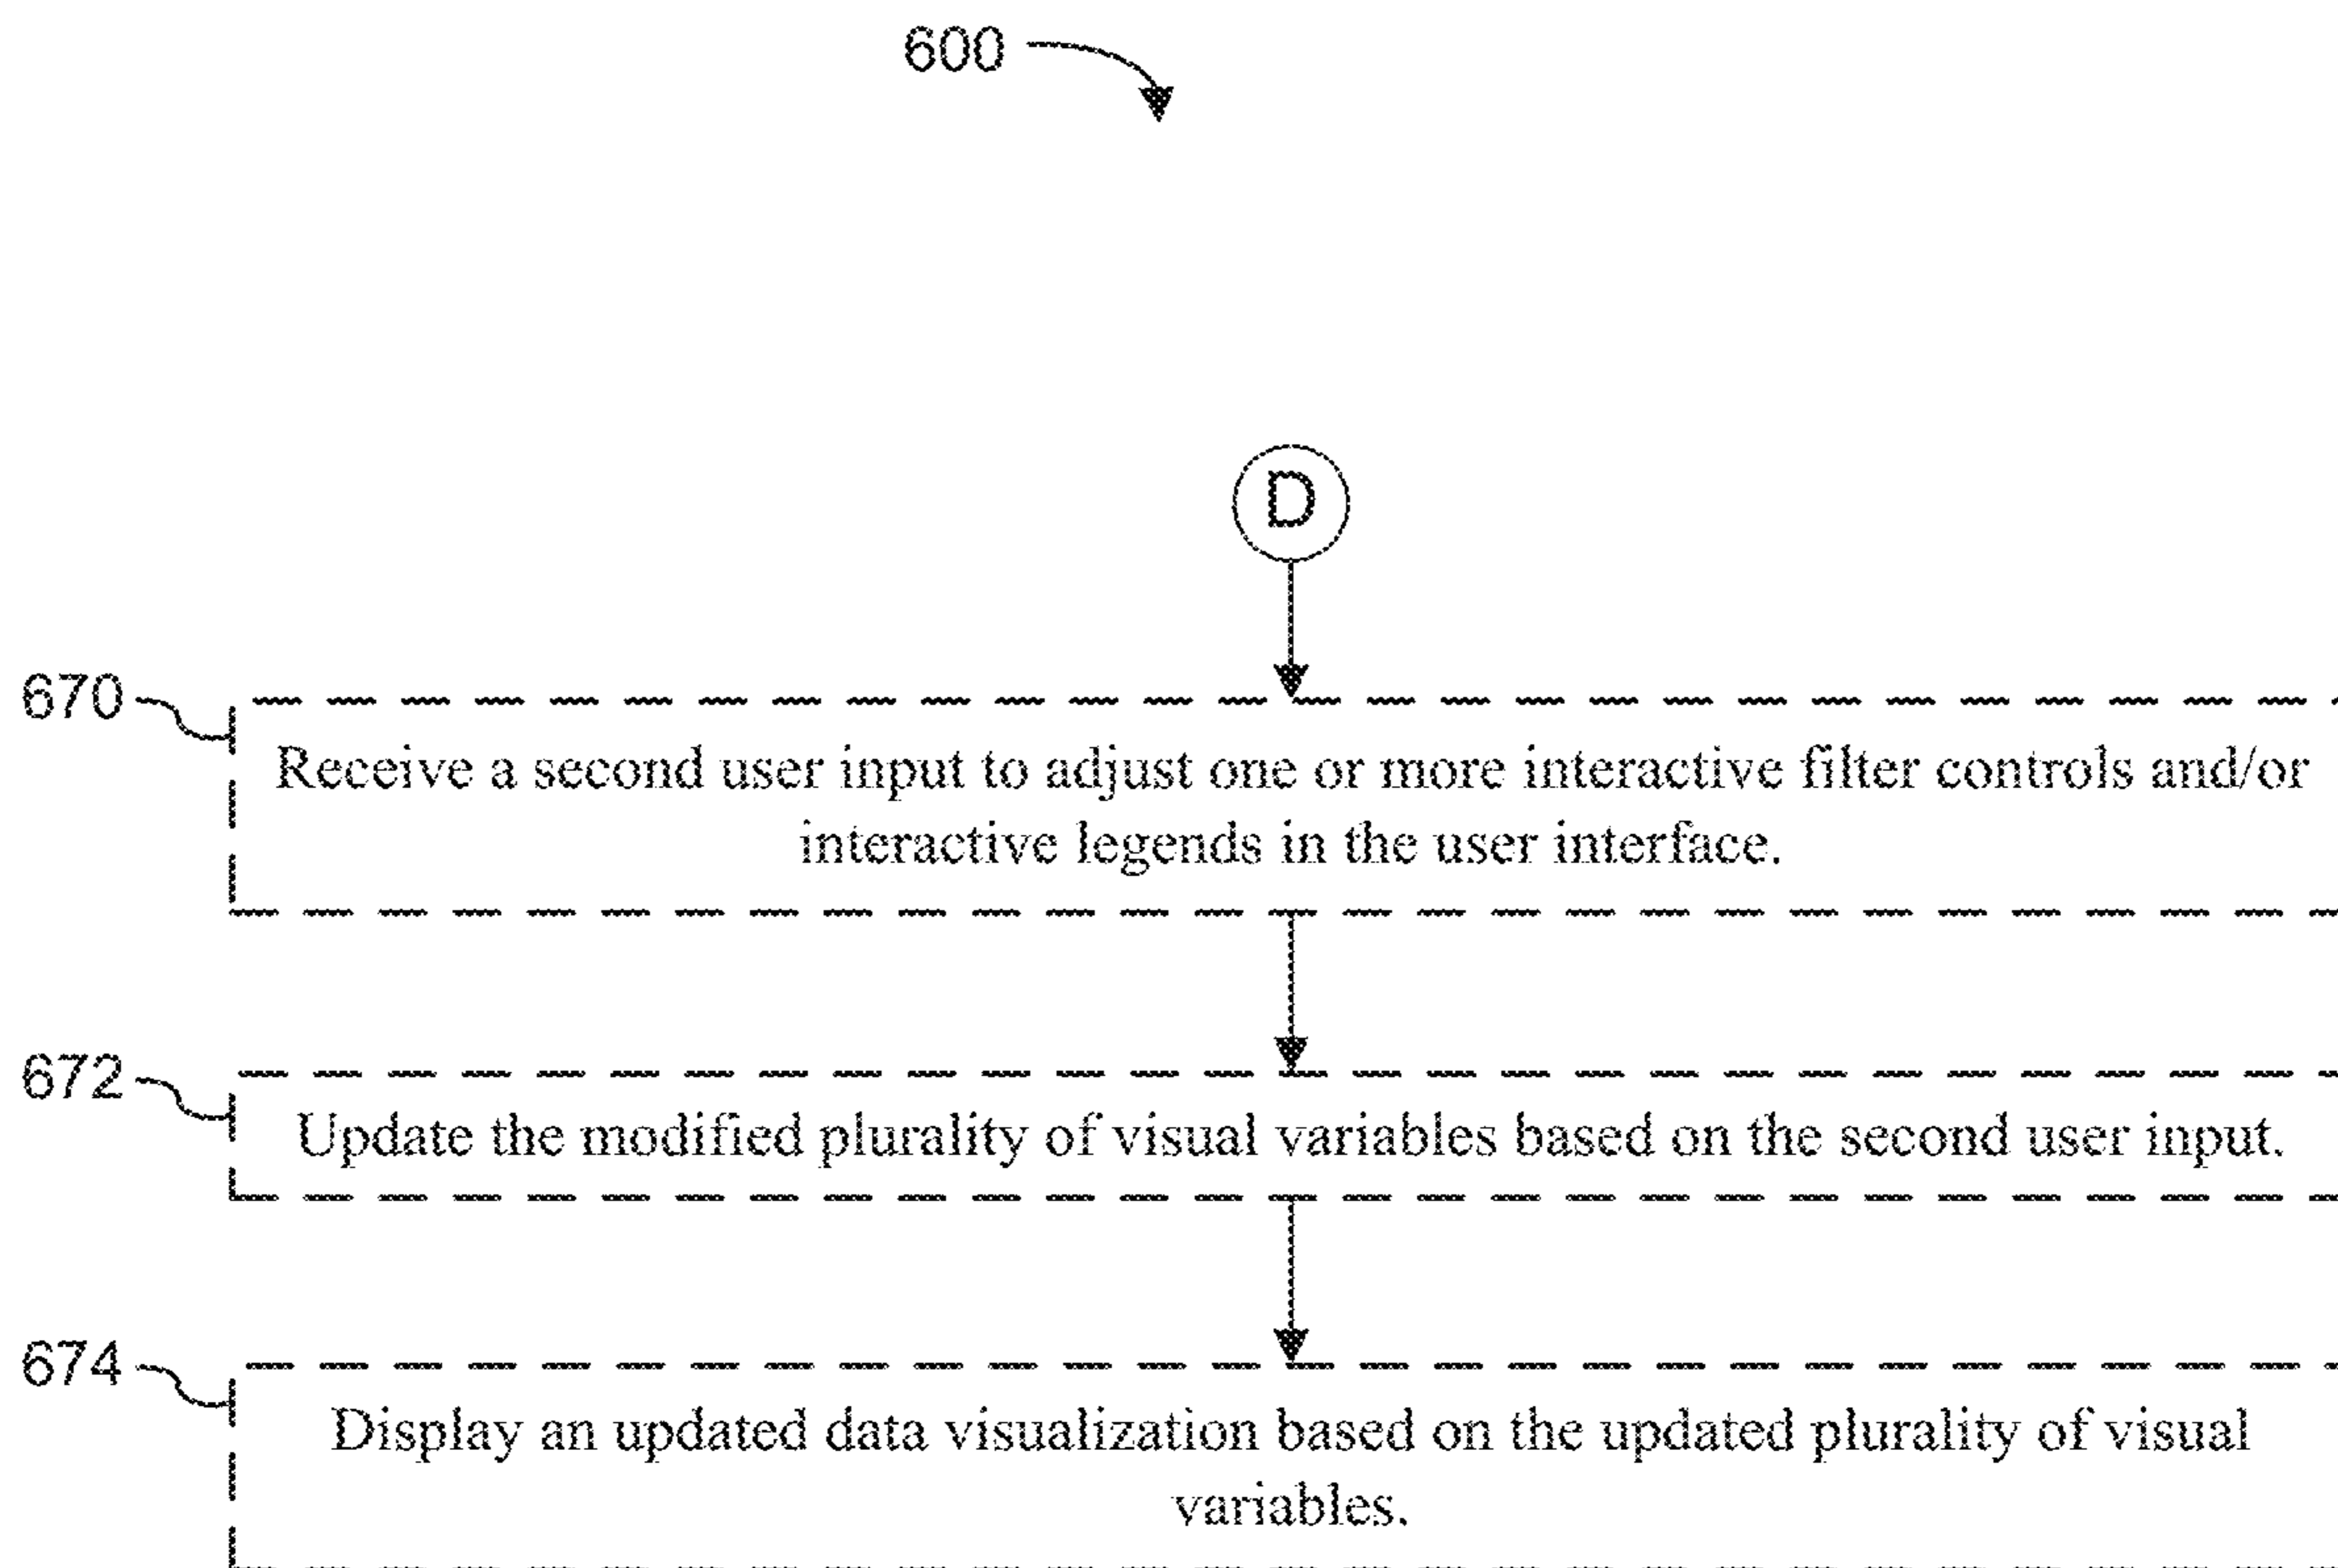 600
D
670
Receive a second user input to adjust one or more interactive filter controls and/or
interactive legends in the user interface.
672
Update the modified plurality of visual variables based on the second user input.
674
Display an updated data visualization based on the updated plurality of visual
variables.